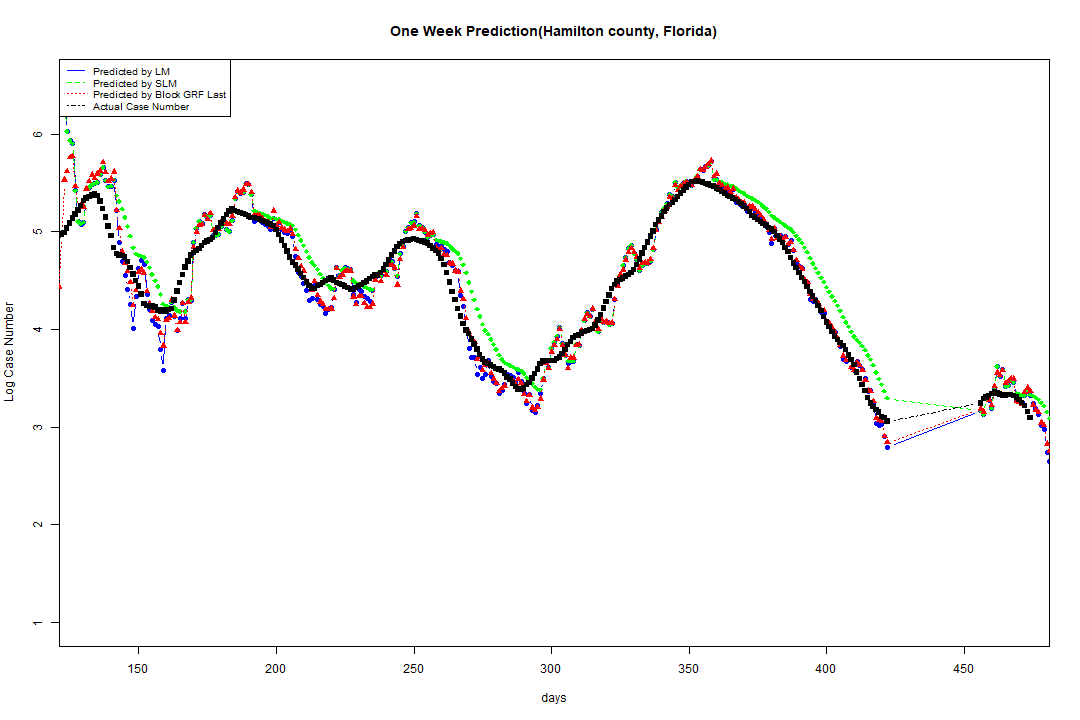 One Week Prediction(Hamilton county, Florida)
Predicted by LM
Predicted by SLM
Predicted by Block GRF Last
Actual Case Number
6
5
4
3
2
1
Log Case Number
150 200 250 300 350 400 450
days